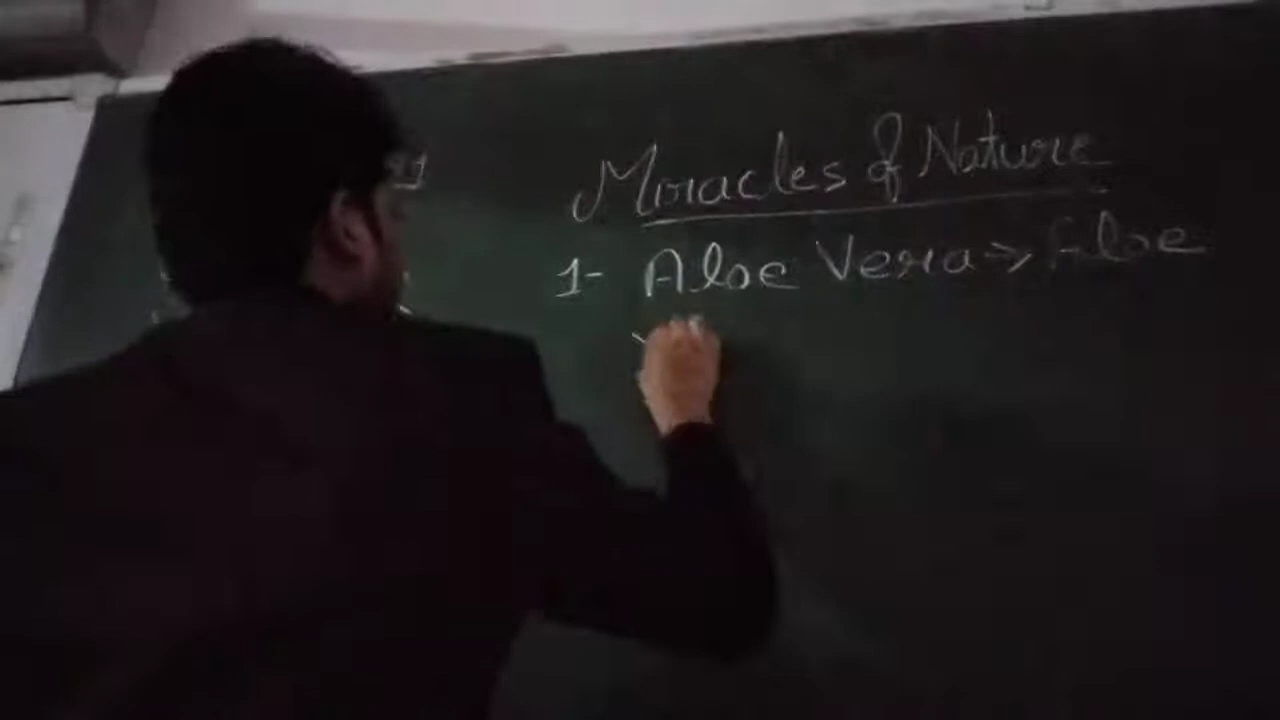 Miracles of Nature
1- Aloe Vera → Aloe